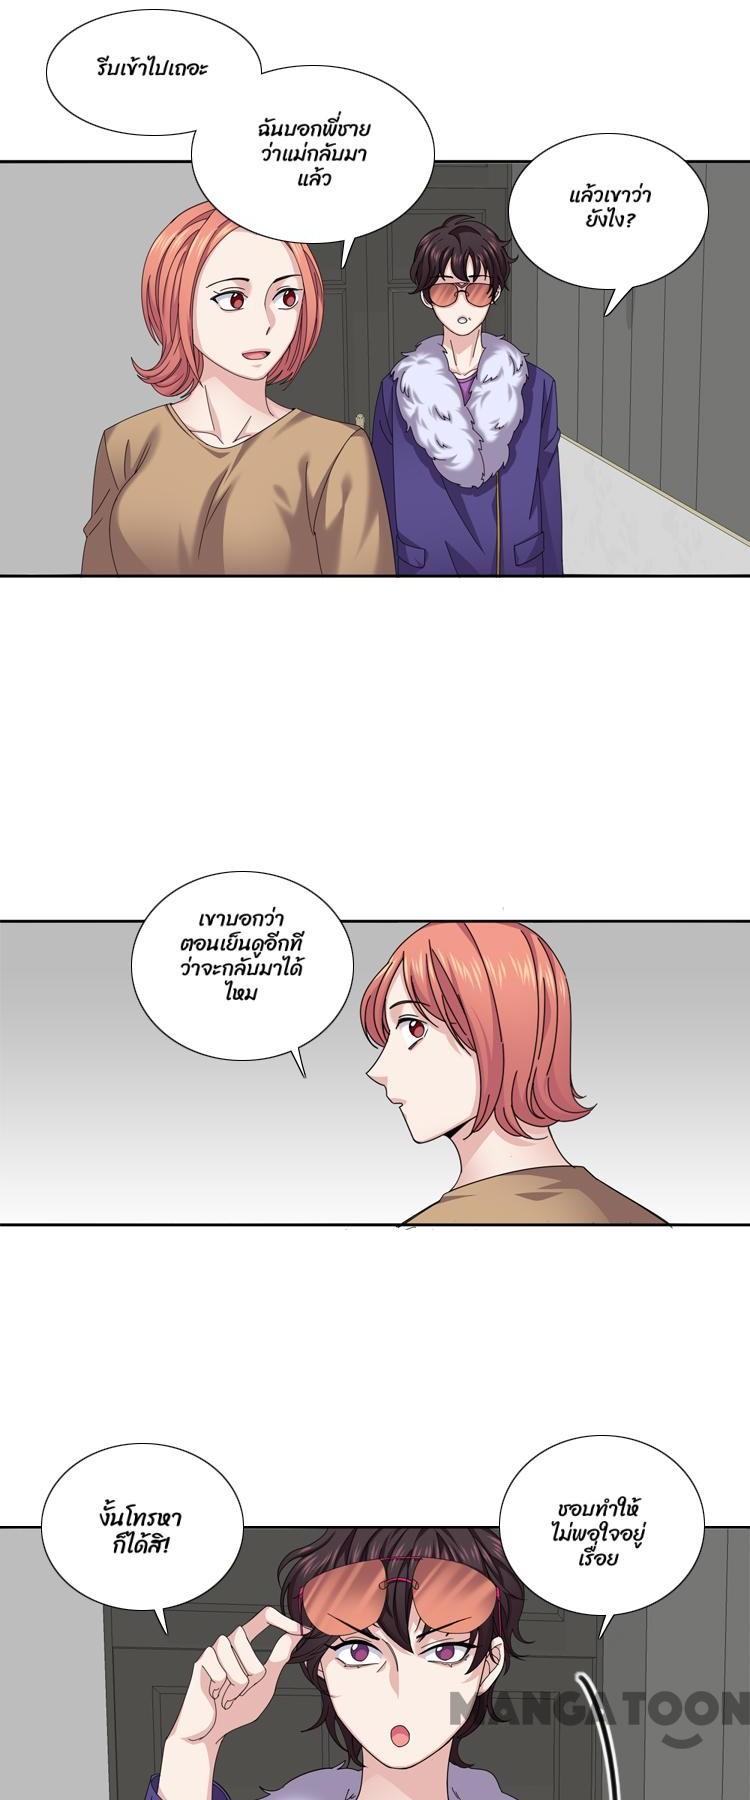 รีบเข้าไปเถอะ
ฉันบอกพี่ชาย
ว่าแม่กลับมา
แล้ว
แล้วเขาว่า
ยังไง?
เขาบอกว่า
ตอนเย็นดูอีกที
ว่าจะกลับมาได้
ไหม
งั้นโทรหา
ก็ได้สิ!
ชอบทำให้
ไม่พอใจอยู่
เรื่อย
MANGATOON